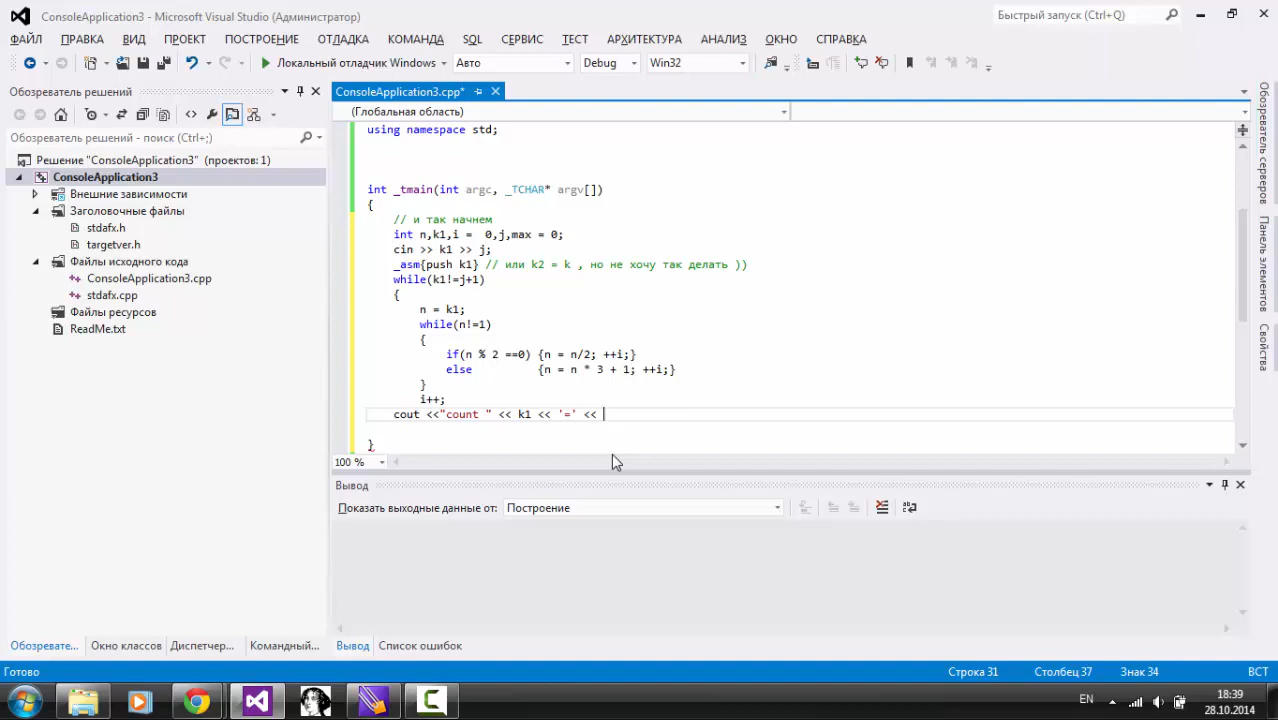 ConsoleApplication3 - Microsoft Visual Studio (Администратор)
Быстрый запуск (Ctrl+Q)
ФАЙЛ ПРАВКА ВИД ПРОЕКТ ПОСТРОЕНИЕ ОТЛАДКА КОМАНДА SQL СЕРВИС ТЕСТ АРХИТЕКТУРА АНАЛИЗ ОКНО СПРАВКА
Локальный отладчик Windows Авто Debug Win32
Обозреватель решений
ConsoleApplication3.cpp*
(Глобальная область)
Обозреватель решений - поиск (Ctrl+;)
Решение "ConsoleApplication3" (проектов: 1)
ConsoleApplication3
Внешние зависимости
Заголовочные файлы
stdafx.h
targetver.h
Файлы исходного кода
ConsoleApplication3.cpp
stdafx.cpp
Файлы ресурсов
ReadMe.txt
using namespace std;
int _tmain(int argc, _TCHAR* argv[])
{
// и так начнем
int n,k1,i =  0,j,max = 0;
cin >> k1 >> j;
_asm{push k1} // или k2 = k , но не хочу так делать ))
while(k1!=j+1)
{
n = k1;
while(n!=1)
{
if(n % 2 ==0) {n = n/2; ++i;}
else          {n = n * 3 + 1; ++i;}
}
i++;
cout <<"count " << k1 << '=' <<
}
100 %
Вывод
Показать выходные данные от: Построение
Обозревате... Окно классов Диспетчер... Командный...
Вывод Список ошибок
Обозреватель серверов
Панель элементов
Свойства
Готово
Строка 31 Столбец 37 Знак 34 ВСТ
EN
18:39
28.10.2014